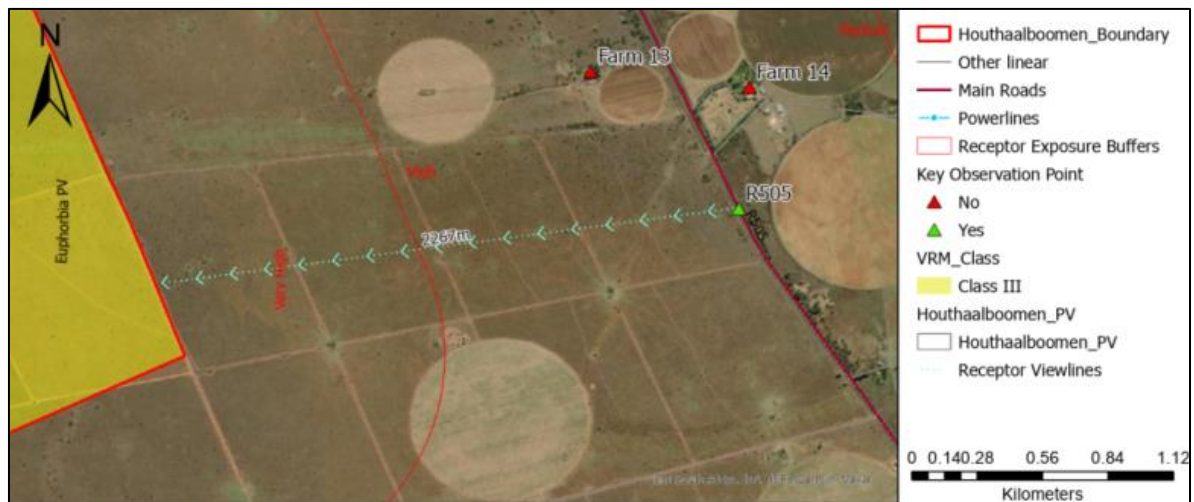 N
Farm 13
Farm 14
High
R505
R505
2267m
Very High
Euphorbia PV
Houthaalboomen_Boundary
Other linear
Main Roads
Powerlines
Receptor Exposure Buffers
Key Observation Point
No
Yes
VRM_Class
Class III
Houthaalboomen_PV
Houthaalboomen_PV
Receptor Viewlines
0 0.140.28 0.56 0.84 1.12
Kilometers